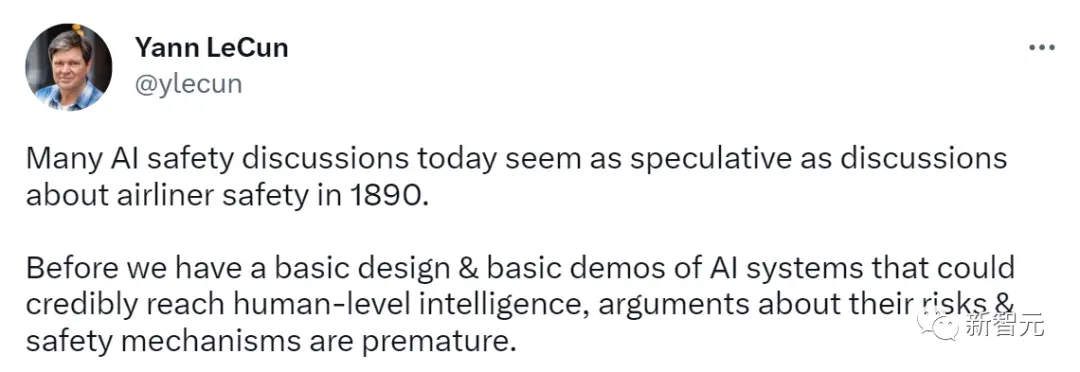 Yann LeCun
@ylecun
Many AI safety discussions today seem as speculative as discussions
about airliner safety in 1890.
Before we have a basic design & basic demos of AI systems that could
credibly reach human-level intelligence, arguments about their risks &
safety mechanisms are premature.
新智元